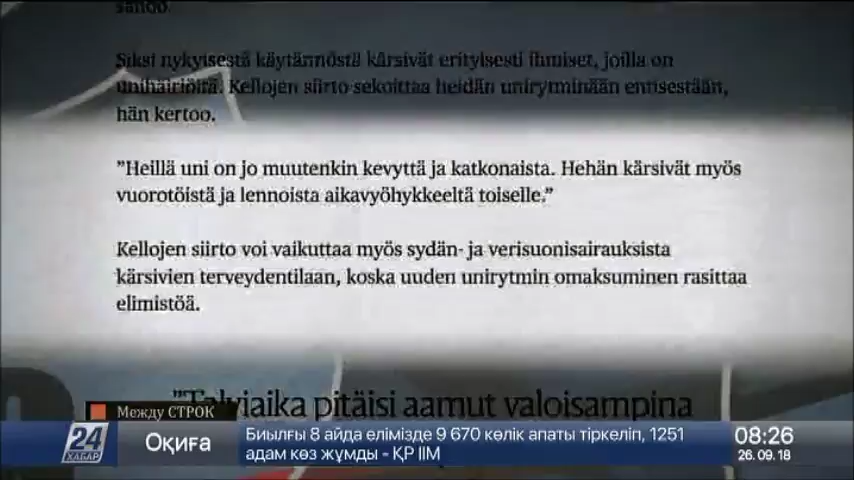 sanoo.
Siksi nykyisestä käytännöstä kärsivät erityisesti ihmiset, joilla on
unihäiriöitä. Kellojen siirto sekoittaa heidän unirytminään entisestään,
hän kertoo.
”Heillä uni on jo muutenkin kevyttä ja katkonaista. Hehän kärsivät myös
vuorotöistä ja lennoista aikavyöhykkeeltä toiselle.”
Kellojen siirto voi vaikuttaa myös sydän- ja verisuonisairauksista
kärsivien terveydentilaan, koska uuden unirytmin omaksuminen rasittaa
elimistöä.
”Talviaika pitäisi aamut valoisampina
Между СТРОК
24
ХАБАР
Оқиға
Биылғы 8 айда елімізде 9 670 көлік апаты тіркеліп, 1251
адам көз жұмды - ҚР ІІМ
08:26
26.09.18